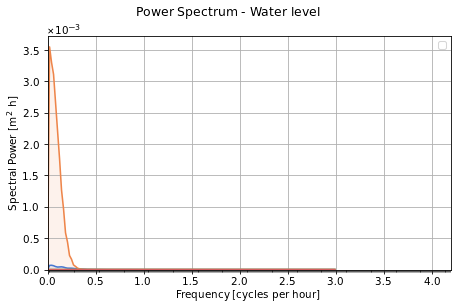 Power Spectrum - Water level
×10⁻³
3.5
3.0
2.5
2.0
1.5
1.0
0.5
0.0
Spectral Power [m² h]
0.0 0.5 1.0 1.5 2.0 2.5 3.0 3.5 4.0
Frequency [cycles per hour]